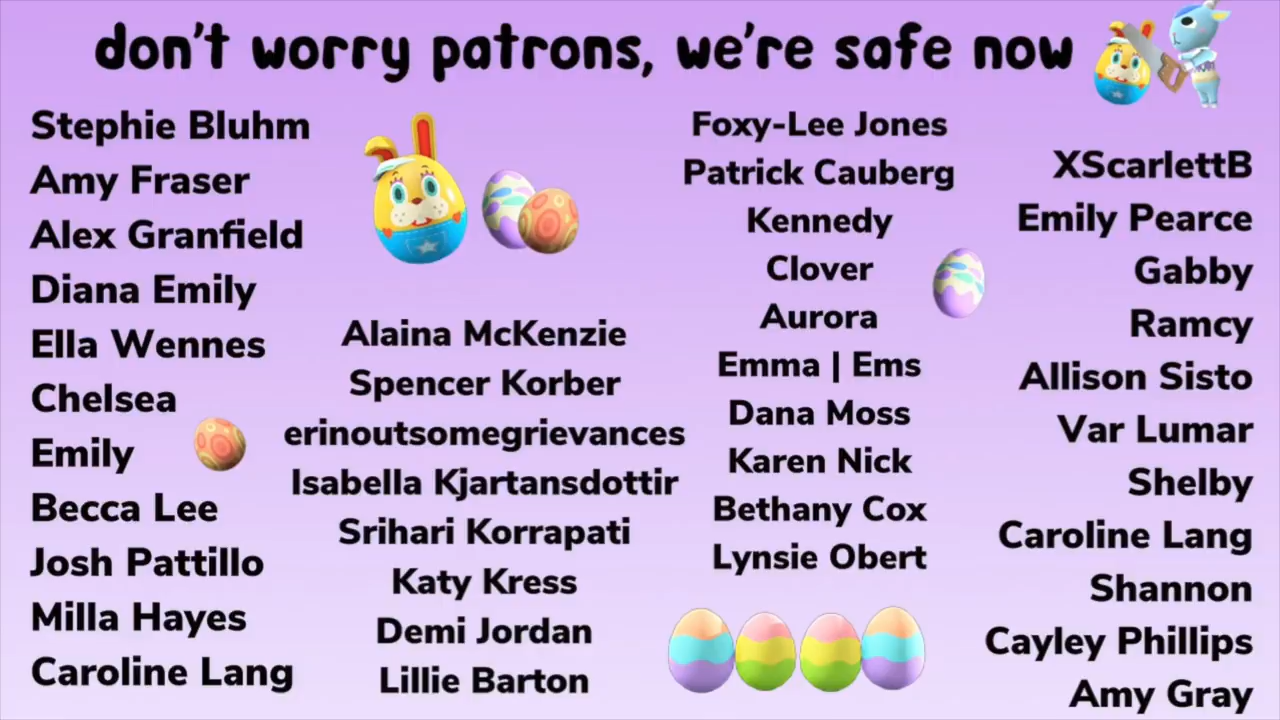 don't worry patrons, we're safe now
Stephie Bluhm
Amy Fraser
Alex Granfield
Diana Emily
Ella Wennes
Chelsea
Emily
Becca Lee
Josh Pattillo
Milla Hayes
Caroline Lang
Alaina McKenzie
Spencer Korber
erinoutsomegrievances
Isabella Kjartansdottir
Srihari Korrapati
Katy Kress
Demi Jordan
Lillie Barton
Foxy-Lee Jones
Patrick Cauberg
Kennedy
Clover
Aurora
Emma | Ems
Dana Moss
Karen Nick
Bethany Cox
Lynsie Obert
XScarlettB
Emily Pearce
Gabby
Ramcy
Allison Sisto
Var Lumar
Shelby
Caroline Lang
Shannon
Cayley Phillips
Amy Gray